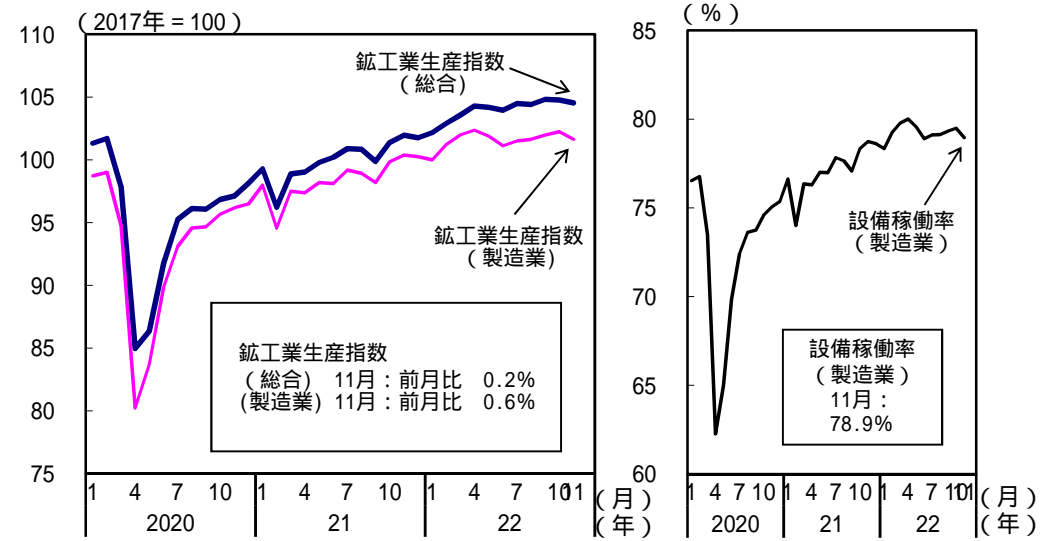 （2017年＝100）
110
105
100
95
90
85
80
75
鉱工業生産指数
（総合）
鉱工業生産指数
（製造業）
鉱工業生産指数
（総合） 11月：前月比 0.2%
（製造業） 11月：前月比 0.6%
1 4 7 10 1 4 7 10 1 4 7 10 11 （月）
2020 21 22 （年）
（％）
85
80
75
70
65
60
設備稼働率
（製造業）
設備稼働率
（製造業）
11月：
78.9%
1 4 7 10 1 4 7 10 1 4 7 10 11 （月）
2020 21 22 （年）